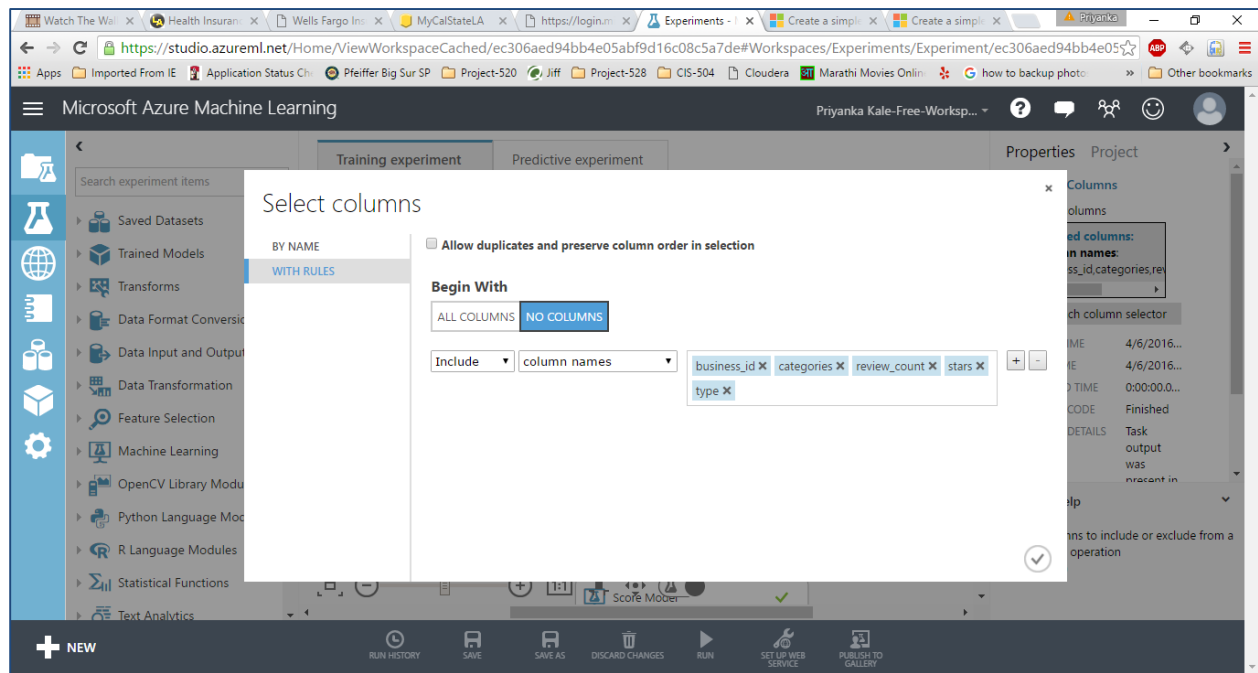 Watch The Wal
Health Insuranc
Wells Fargo Ins
MyCalStateLA
https://login.m
Experiments -
Create a simple
Create a simple
Priyanka
https://studio.azureml.net/Home/ViewWorkspaceCached/ec306aed94bb4e05abf9d16c08c5a7de#Workspaces/Experiments/Experiment/ec306aed94bb4e05
ABP
Apps
Imported From IE
Application Status Ch
Pfeiffer Big Sur SP
Project-520
Jiff
Project-528
CIS-504
Cloudera
Marathi Movies Onlin
how to backup photo
»
Other bookmarks
Microsoft Azure Machine Learning
Priyanka Kale-Free-Worksp...
Training experiment
Predictive experiment
Properties
Project
Search experiment items
Saved Datasets
Trained Models
Transforms
Data Format Conversio
Data Input and Output
Data Transformation
Feature Selection
Machine Learning
OpenCV Library Modu
Python Language Mod
R Language Modules
Statistical Functions
Text Analytics
Select columns
BY NAME
WITH RULES
Allow duplicates and preserve column order in selection
Begin With
ALL COLUMNS
NO COLUMNS
Include
column names
business_id
categories
review_count
stars
type
Columns
olumns
ed columns:
n names:
ss_id,categories,rev
ch column selector
IME 4/6/2016...
ME 4/6/2016...
D TIME 0:00:00.0...
CODE Finished
DETAILS Task
output
was
present in
elp
nns to include or exclude from a
operation
1:1
Score Model
NEW
RUN HISTORY
SAVE
SAVE AS
DISCARD CHANGES
RUN
SET UP WEB
SERVICE
PUBLISH TO
GALLERY